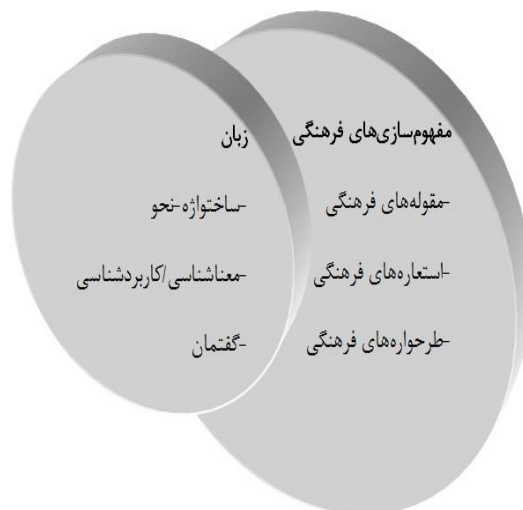 مفهوم‌سازی‌های فرهنگی
-مقوله‌های فرهنگی
-استعاره‌های فرهنگی
-طرحواره‌های فرهنگی
زبان
-ساختواژه-نحو
-معناشناسی/کاربردشناسی
-گفتمان